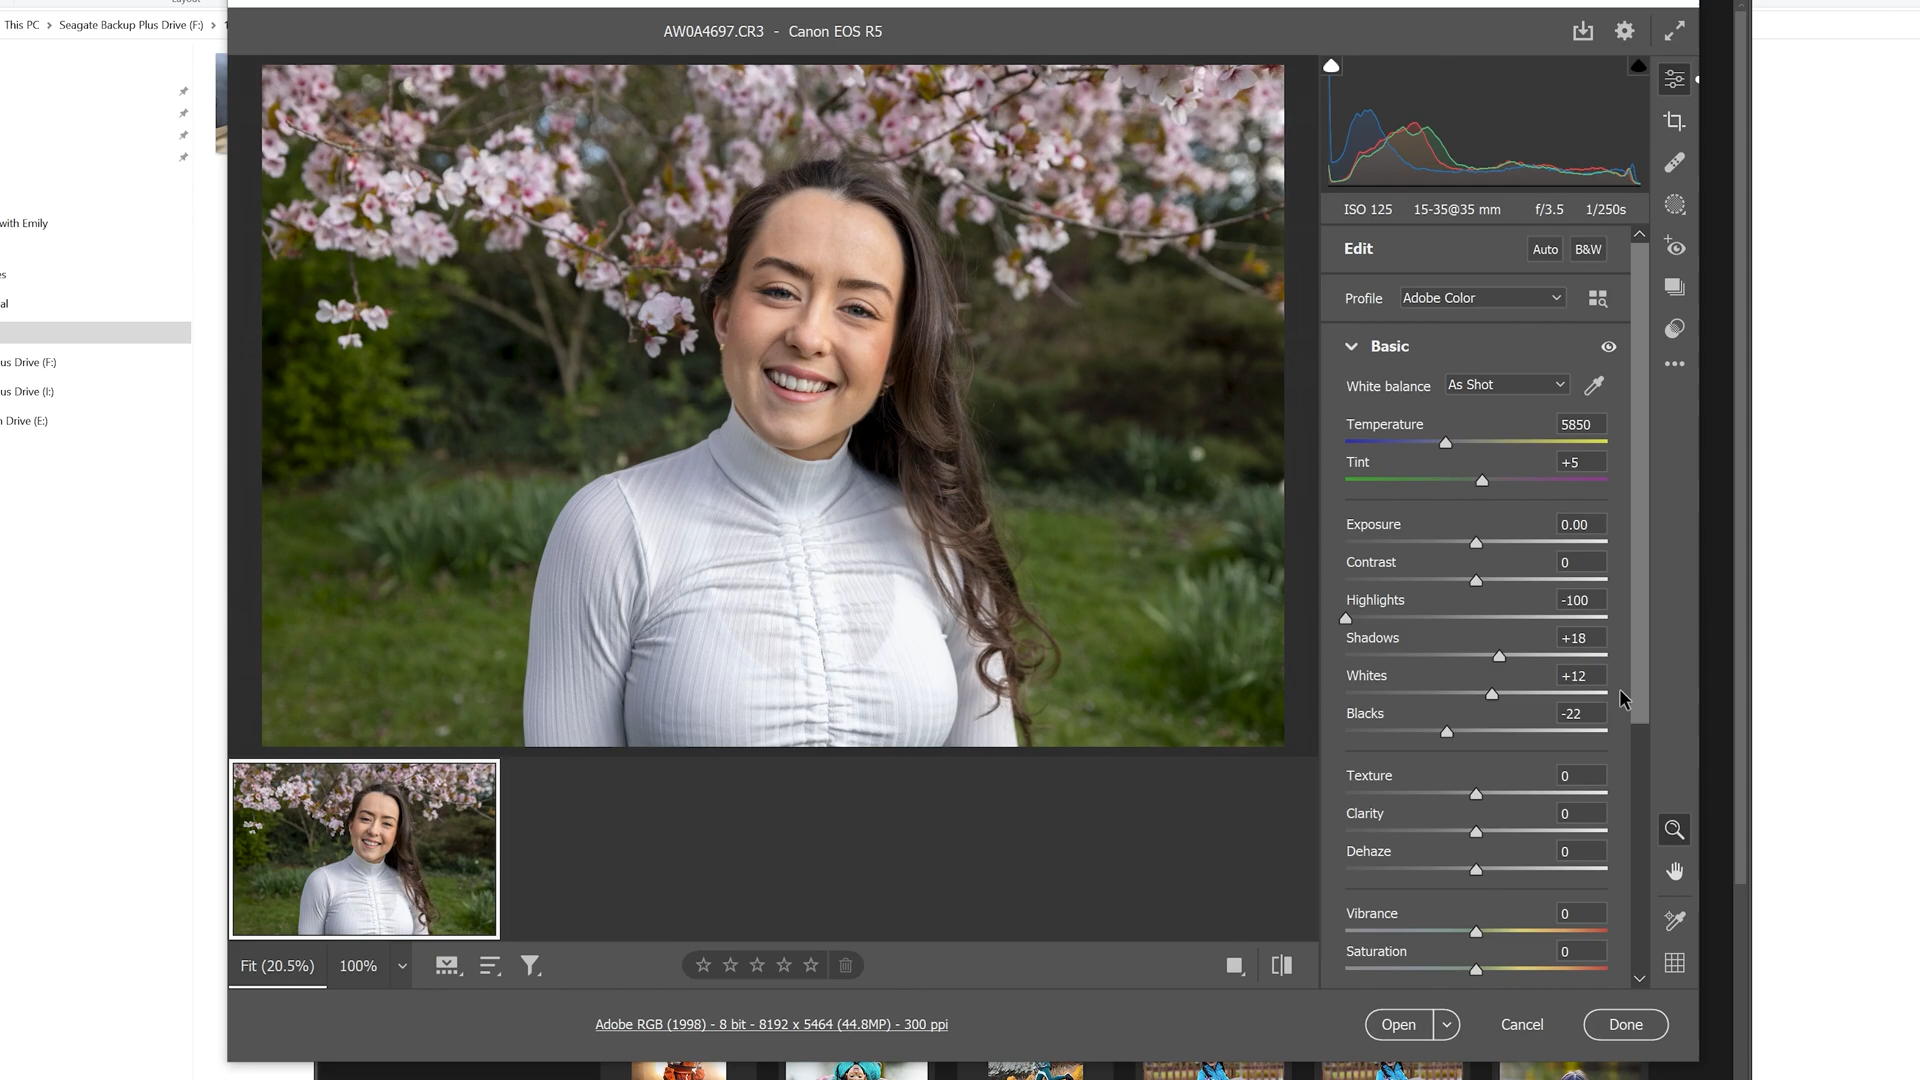 Layout
This PC > Seagate Backup Plus Drive (F:) >
AW0A4697.CR3 - Canon EOS R5
with Emily
es
al
us Drive (F:)
us Drive (I:)
n Drive (E:)
ISO 125 15-35@35 mm f/3.5 1/250s
Edit Auto B&W
Profile Adobe Color
Basic
White balance As Shot
Temperature 5850
Tint +5
Exposure 0.00
Contrast 0
Highlights -100
Shadows +18
Whites +12
Blacks -22
Texture 0
Clarity 0
Dehaze 0
Vibrance 0
Saturation 0
Fit (20.5%) 100%
Adobe RGB (1998) - 8 bit - 8192 x 5464 (44.8MP) - 300 ppi
Open Cancel Done